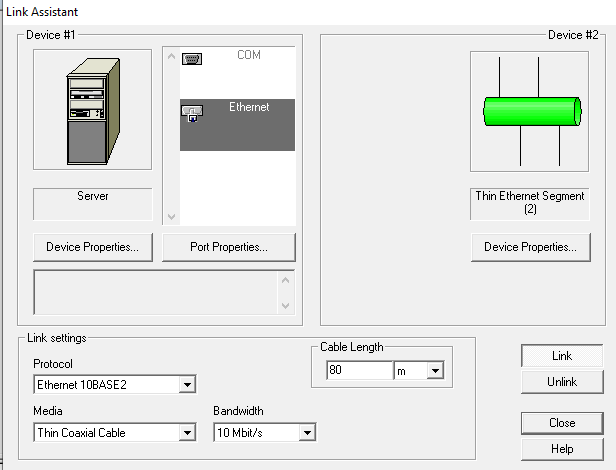 Link Assistant
Device #1
Device #2
COM
Ethernet
Server
Thin Ethernet Segment
(2)
Device Properties...
Port Properties...
Device Properties...
Link settings
Protocol
Ethernet 10BASE2
Cable Length
80
m
Media
Thin Coaxial Cable
Bandwidth
10 Mbit/s
Link
Unlink
Close
Help